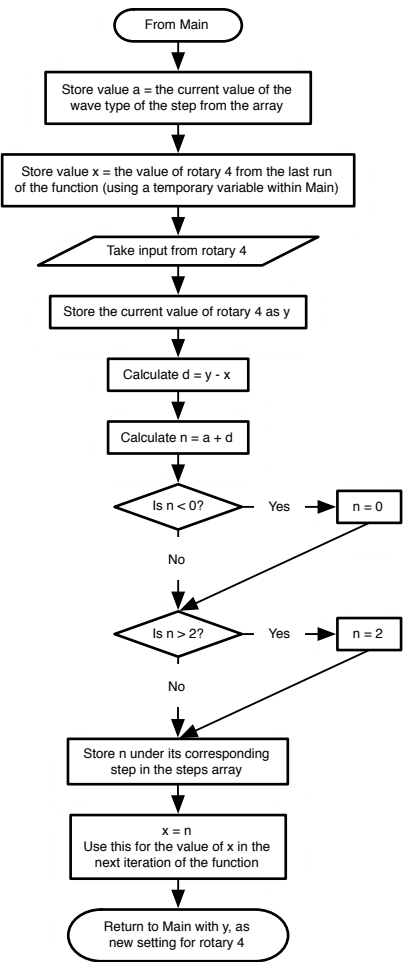 From Main
Store value a = the current value of the
wave type of the step from the array
Store value x = the value of rotary 4 from the last run
of the function (using a temporary variable within Main)
Take input from rotary 4
Store the current value of rotary 4 as y
Calculate d = y - x
Calculate n = a + d
Is n < 0?
Yes
n = 0
No
Is n > 2?
Yes
n = 2
No
Store n under its corresponding
step in the steps array
x = n
Use this for the value of x in the
next iteration of the function
Return to Main with y, as
new setting for rotary 4